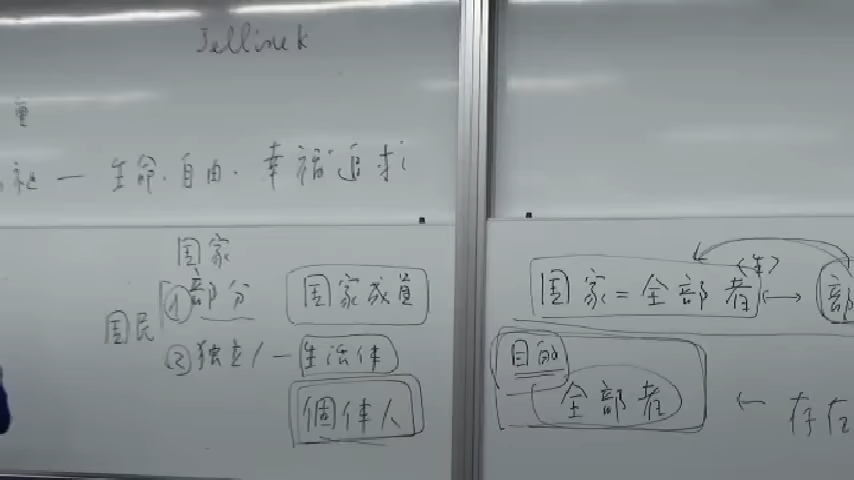 Jellinek
生命·自由·幸福追求
国家
国民
① 部分
国家成員
② 独立人 — 生活体
個体人
国家 = 全部者 ⟷ 部
目的
全部者 ← 存在